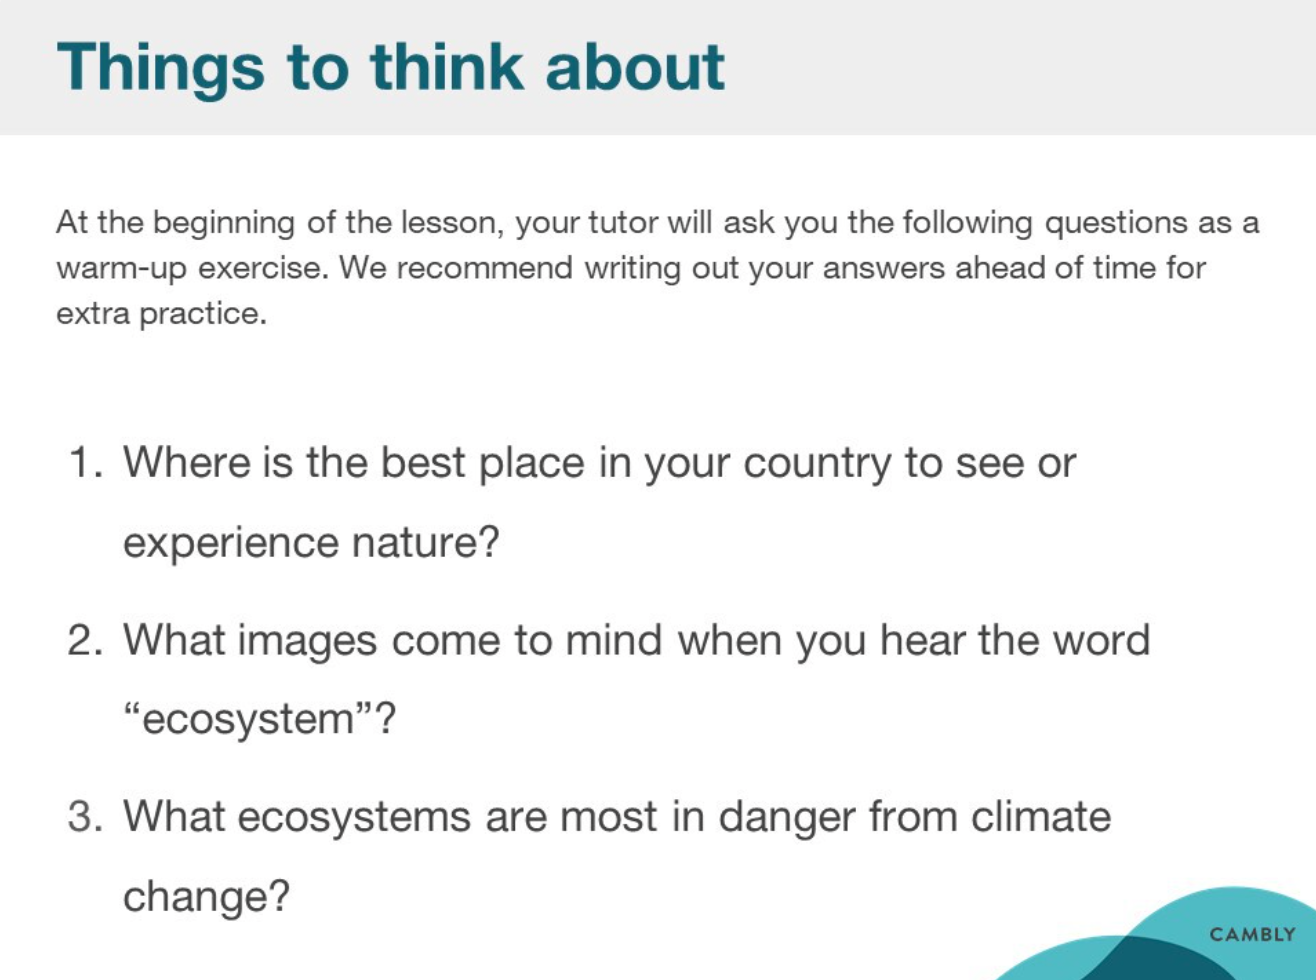 Things to think about
At the beginning of the lesson, your tutor will ask you the following questions as a
warm-up exercise. We recommend writing out your answers ahead of time for
extra practice.
1. Where is the best place in your country to see or
experience nature?
2. What images come to mind when you hear the word
“ecosystem”?
3. What ecosystems are most in danger from climate
change?
CAMBLY